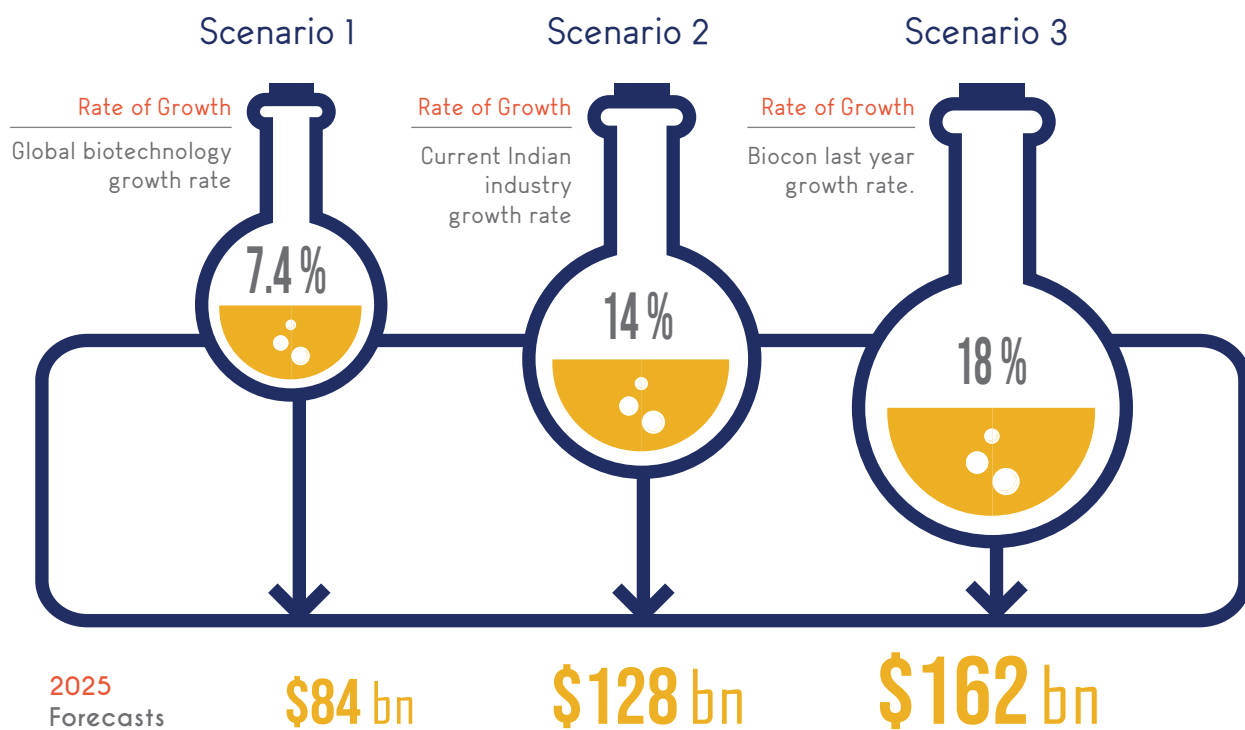 Scenario 1
Rate of Growth
Global biotechnology
growth rate
7.4 %
Scenario 2
Rate of Growth
Current Indian
industry
growth rate
14 %
Scenario 3
Rate of Growth
Biocon last year
growth rate.
18 %
2025
Forecasts
$84 bn
$128 bn
$162 bn